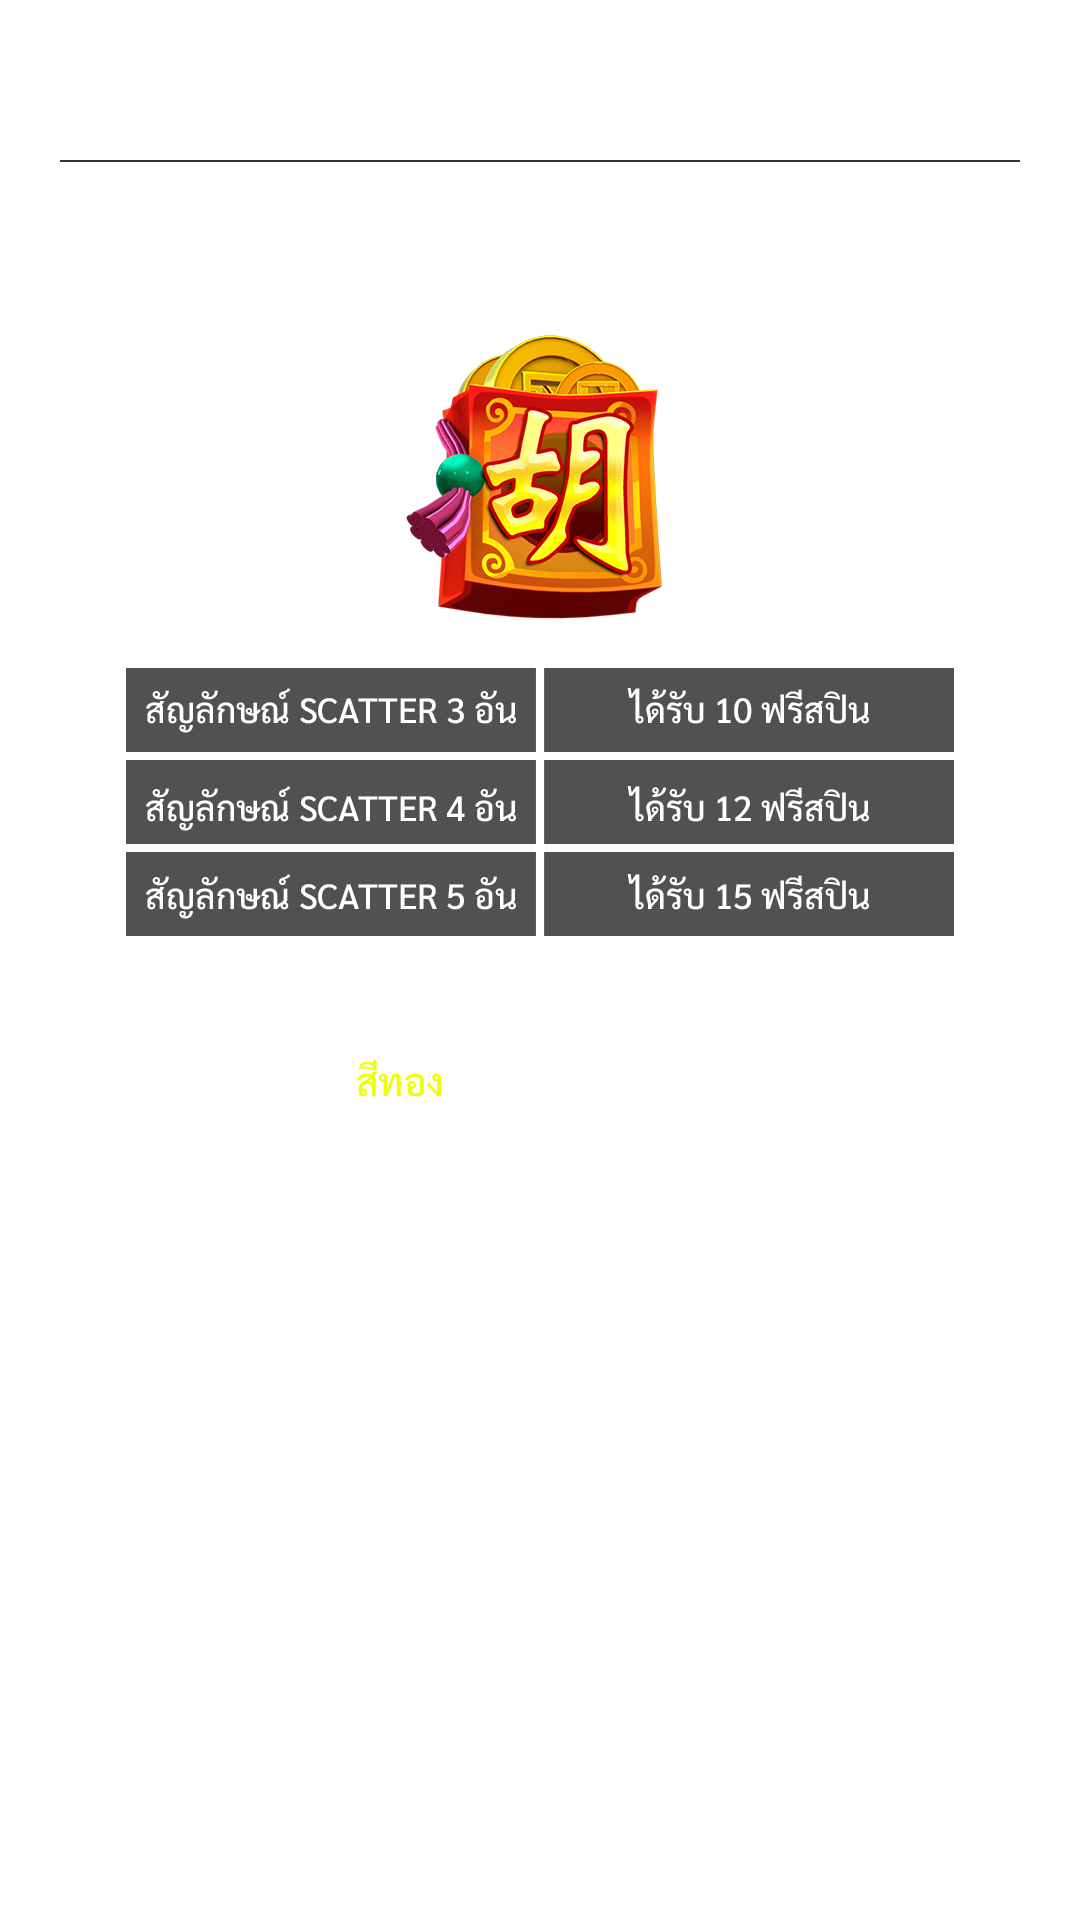 胡
สัญลักษณ์ SCATTER 3 อัน ได้รับ 10 ฟรีสปิน
สัญลักษณ์ SCATTER 4 อัน ได้รับ 12 ฟรีสปิน
สัญลักษณ์ SCATTER 5 อัน ได้รับ 15 ฟรีสปิน
สีทอง